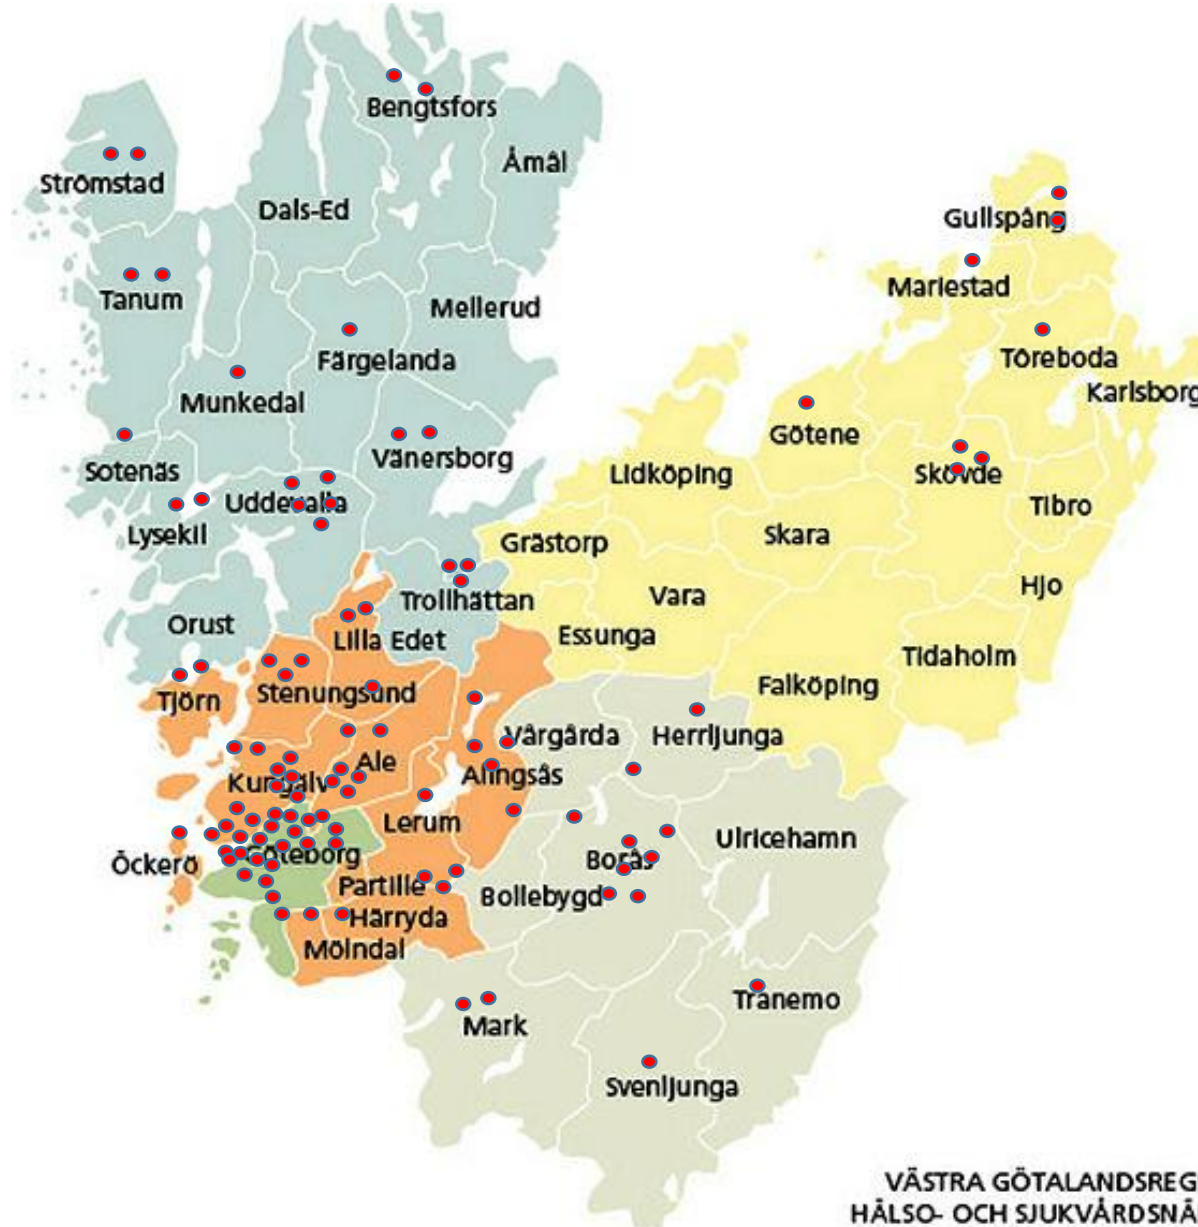 Bengtsfors
Åmål
Strömstad
Dals-Ed
Gullspång
Mariestad
Tanum
Mellerud
Färgelanda
Töreboda
Karlsborg
Munkedal
Götene
Vänersborg
Sotenäs
Lidköping
Skövde
Uddevalla
Tibro
Lysekil
Skara
Grästorp
Hjo
Trollhättan
Vara
Orust
Lilla Edet
Essunga
Tidaholm
Falköping
Stenungsund
Tjörn
Vårgårda
Herrljunga
Ale
Alingsås
Kungälv
Lerum
Ulricehamn
Göteborg
Öckerö
Borås
Partille
Bollebygd
Härryda
Mölndal
Tranemo
Mark
Svenljunga
VÄSTRA GÖTALANDSREG
HÄLSO- OCH SJUKVÅRDSNÄ